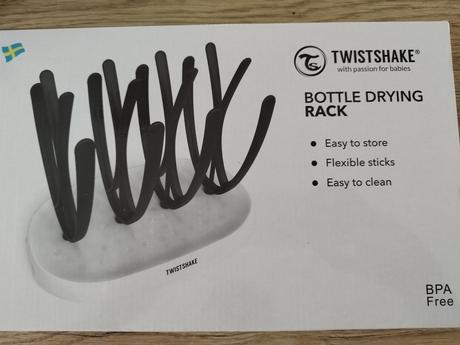 TWISTSHAKE®
with passion for babies
BOTTLE DRYING
RACK
• Easy to store
• Flexible sticks
• Easy to clean
TWISTSHAKE
BPA
Free